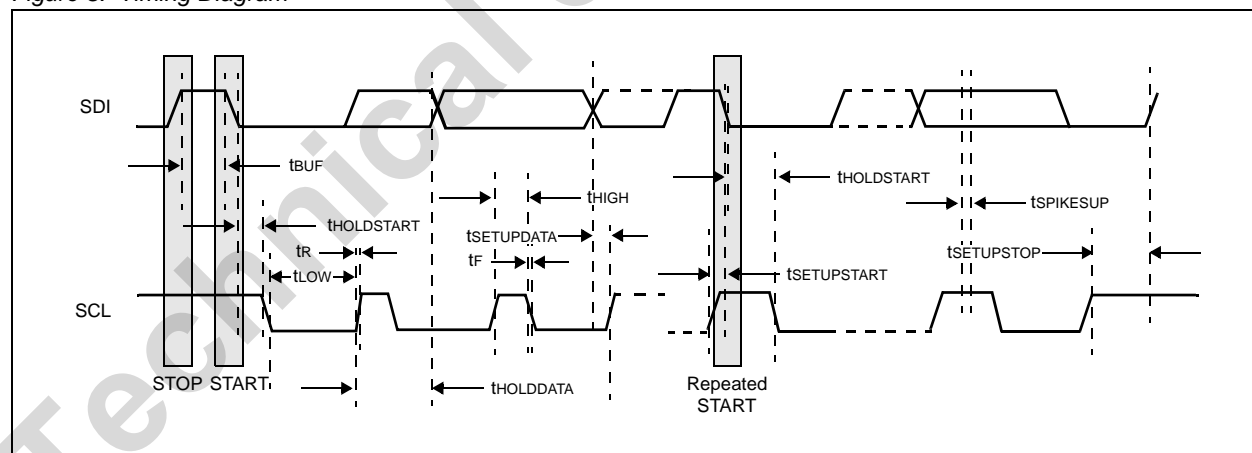 Figure 3. Timing Diagram
SDI
tBUF
tHOLDSTART
tHIGH
tHOLDSTART
tSPIKESUP
tSETUPDATA
tR
tF
tSETUPSTOP
tLOW
tSETUPSTART
SCL
STOP START
tHOLDDATA
Repeated
START
Technical